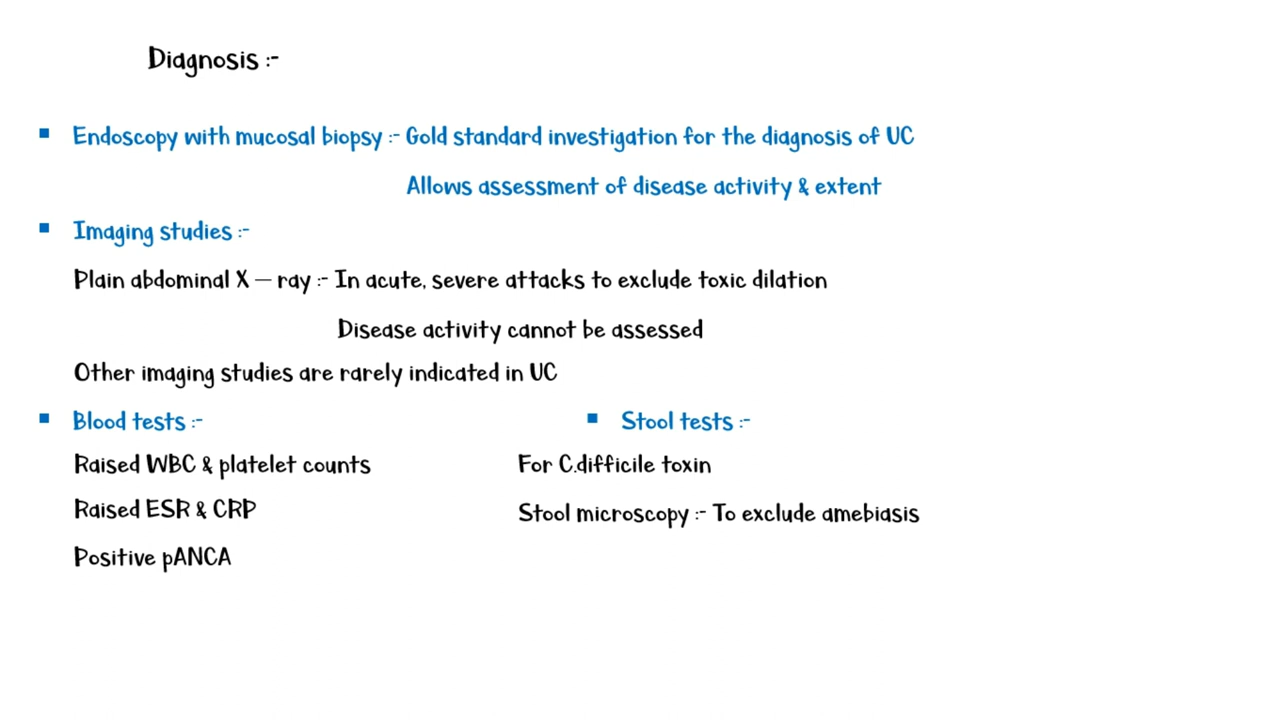 Diagnosis :-
▪ Endoscopy with mucosal biopsy :- Gold standard investigation for the diagnosis of UC
Allows assessment of disease activity & extent
▪ Imaging studies :-
Plain abdominal X – ray :- In acute, severe attacks to exclude toxic dilation
Disease activity cannot be assessed
Other imaging studies are rarely indicated in UC
▪ Blood tests :-
Raised WBC & platelet counts
Raised ESR & CRP
Positive pANCA
▪ Stool tests :-
For C.difficile toxin
Stool microscopy :- To exclude amebiasis